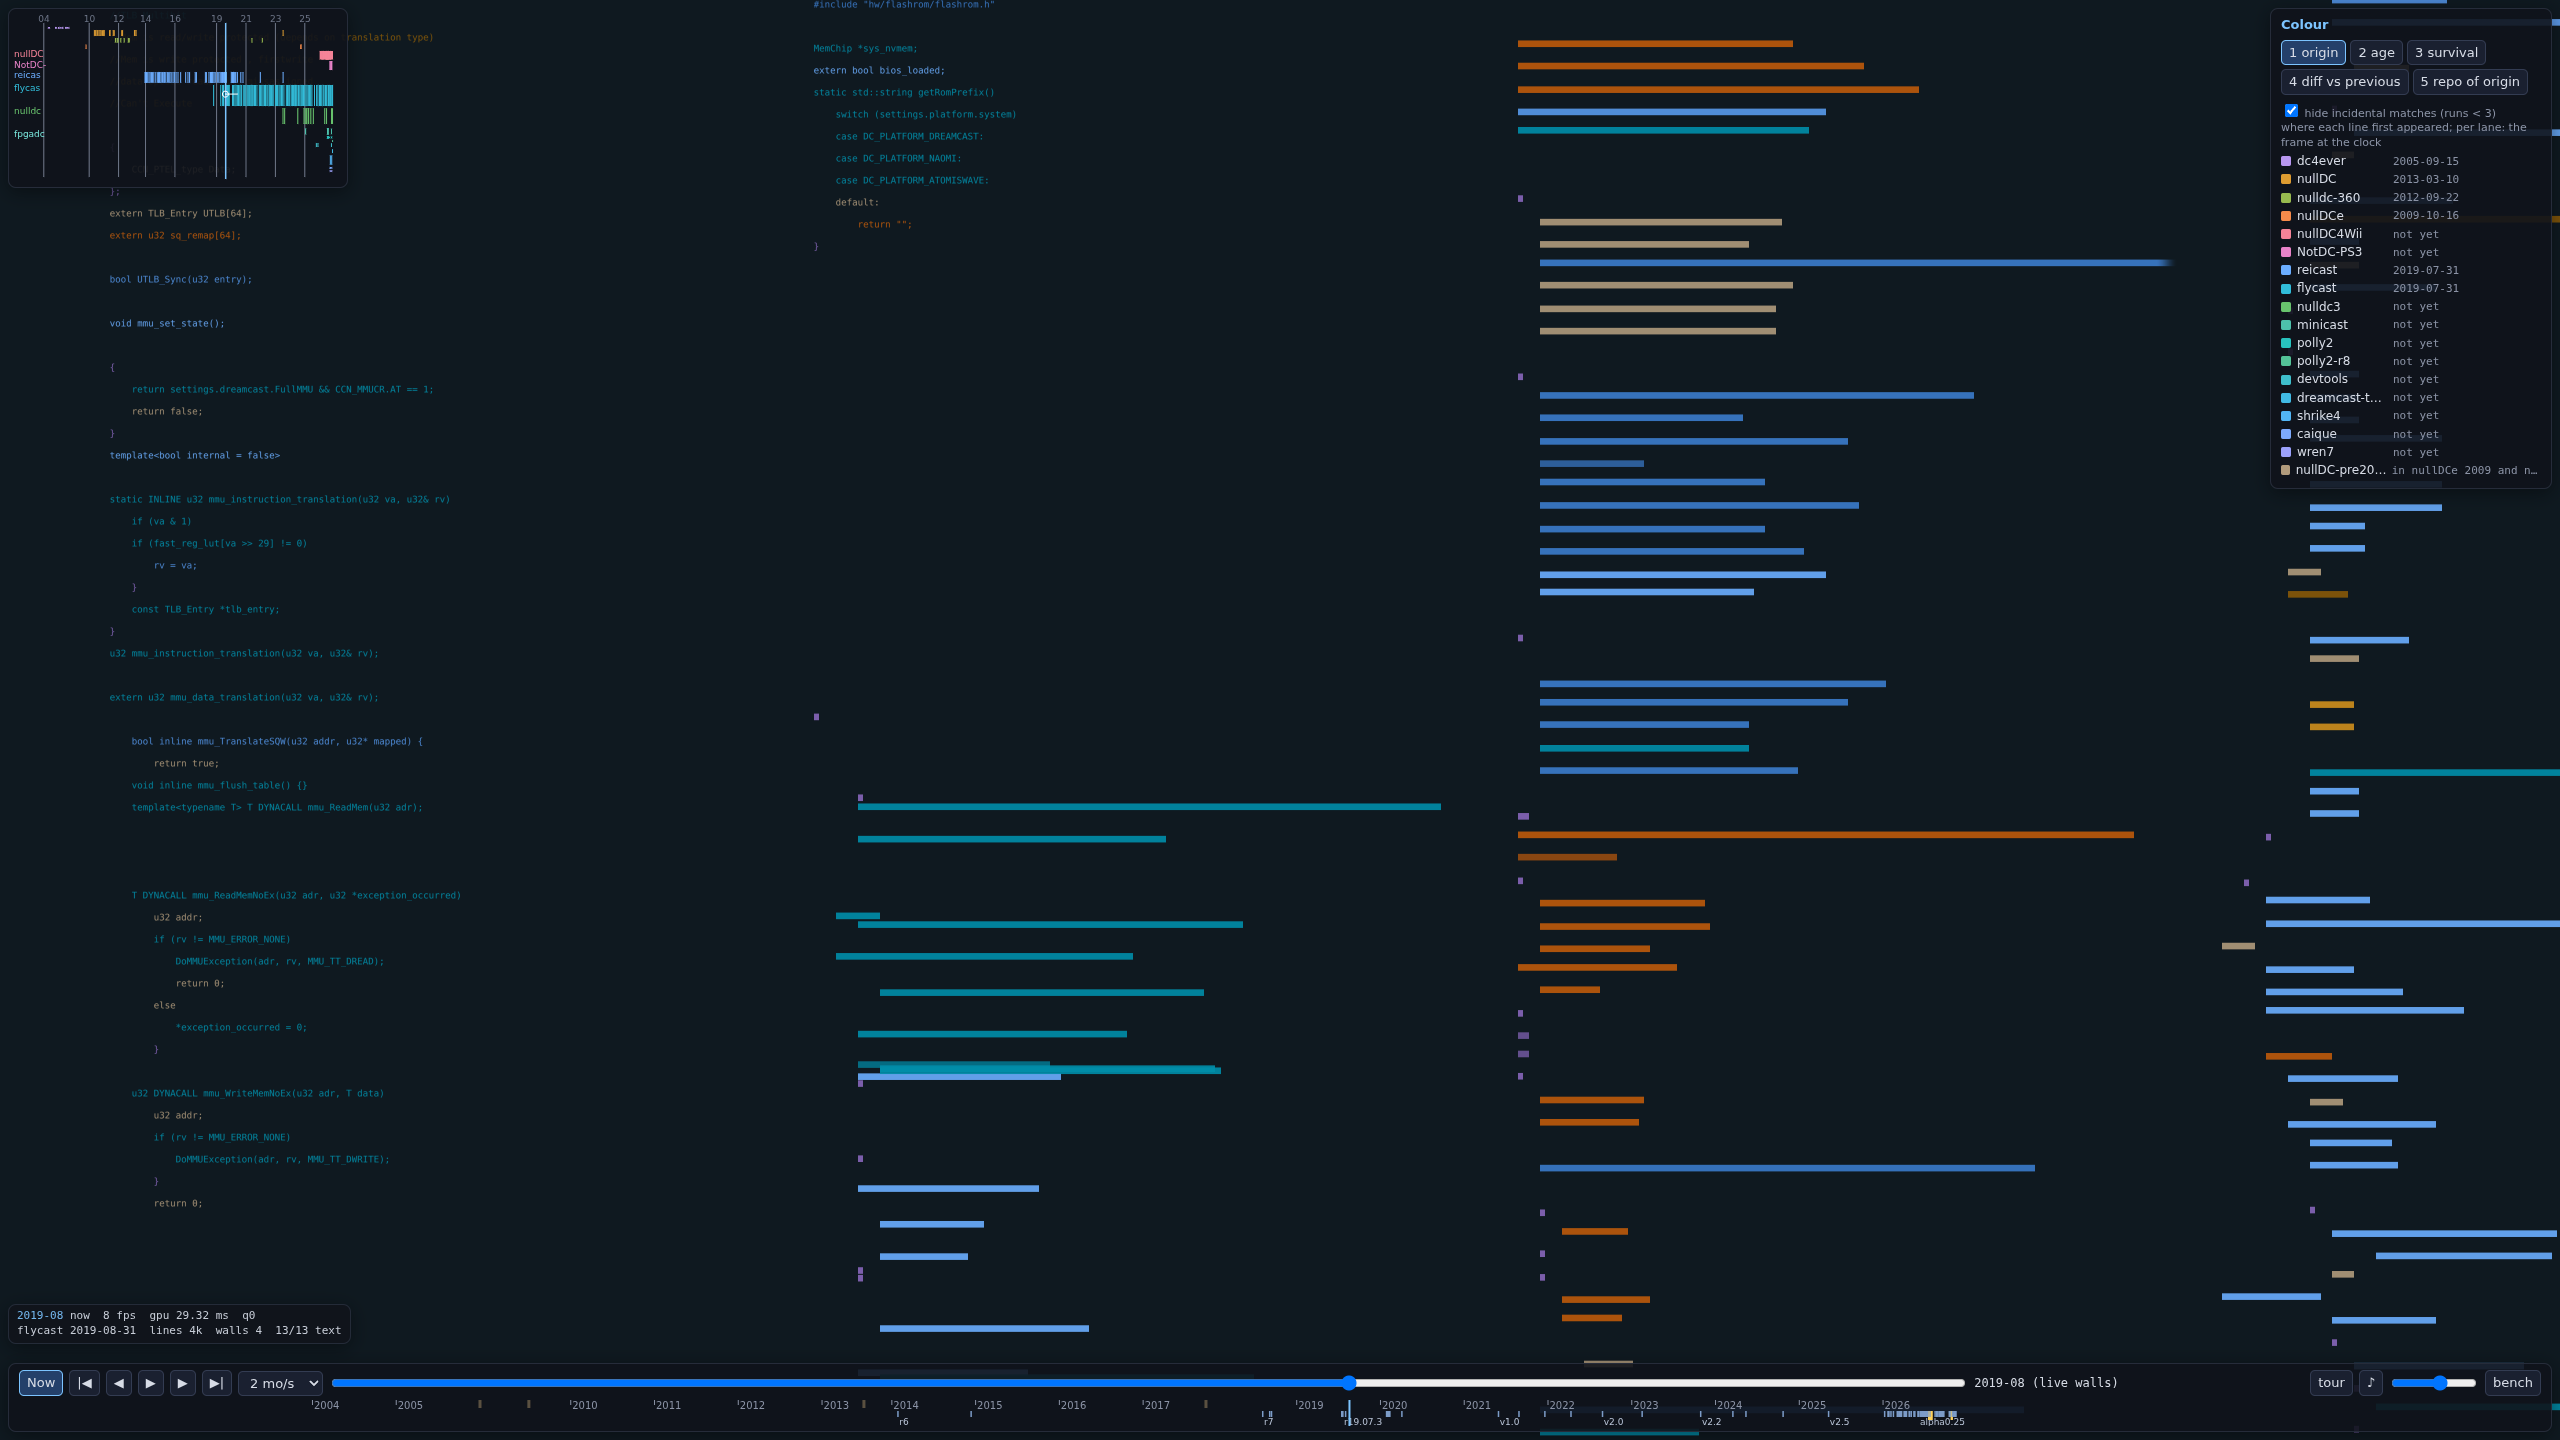 04 10 12 14 16 19 21 23 25
nullDC
NotDC-
reicas
flycas
nulldc
fpgadc
anslation type)
};
extern TLB_Entry UTLB[64];
extern u32 sq_remap[64];
bool UTLB_Sync(u32 entry);
void mmu_set_state();
{
return settings.dreamcast.FullMMU && CCN_MMUCR.AT == 1;
return false;
}
template<bool internal = false>
static INLINE u32 mmu_instruction_translation(u32 va, u32& rv)
if (va & 1)
if (fast_reg_lut[va >> 29] != 0)
rv = va;
}
const TLB_Entry *tlb_entry;
}
u32 mmu_instruction_translation(u32 va, u32& rv);
extern u32 mmu_data_translation(u32 va, u32& rv);
bool inline mmu_TranslateSQW(u32 addr, u32* mapped) {
return true;
void inline mmu_flush_table() {}
template<typename T> T DYNACALL mmu_ReadMem(u32 adr);
T DYNACALL mmu_ReadMemNoEx(u32 adr, u32 *exception_occurred)
u32 addr;
if (rv != MMU_ERROR_NONE)
DoMMUException(adr, rv, MMU_TT_DREAD);
return 0;
else
*exception_occurred = 0;
}
u32 DYNACALL mmu_WriteMemNoEx(u32 adr, T data)
u32 addr;
if (rv != MMU_ERROR_NONE)
DoMMUException(adr, rv, MMU_TT_DWRITE);
}
return 0;
#include "hw/flashrom/flashrom.h"
MemChip *sys_nvmem;
extern bool bios_loaded;
static std::string getRomPrefix()
switch (settings.platform.system)
case DC_PLATFORM_DREAMCAST:
case DC_PLATFORM_NAOMI:
case DC_PLATFORM_ATOMISWAVE:
default:
return "";
}
Colour
1 origin 2 age 3 survival
4 diff vs previous 5 repo of origin
hide incidental matches (runs < 3)
where each line first appeared; per lane: the
frame at the clock
dc4ever 2005-09-15
nullDC 2013-03-10
nulldc-360 2012-09-22
nullDCe 2009-10-16
nullDC4Wii not yet
NotDC-PS3 not yet
reicast 2019-07-31
flycast 2019-07-31
nulldc3 not yet
minicast not yet
polly2 not yet
polly2-r8 not yet
devtools not yet
dreamcast-t... not yet
shrike4 not yet
caique not yet
wren7 not yet
nullDC-pre20... in nullDCe 2009 and n...
2019-08 now 8 fps gpu 29.32 ms q0
flycast 2019-08-31 lines 4k walls 4 13/13 text
Now |◀ ◀ ▶ ▶ ▶| 2 mo/s 2019-08 (live walls) tour ♪ bench
2004 2005 2010 2011 2012 2013 2014 2015 2016 2017 2019 2020 2021 2022 2023 2024 2025 2026
r6 r7 r19.07.3 v1.0 v2.0 v2.2 v2.5 alpha0.25